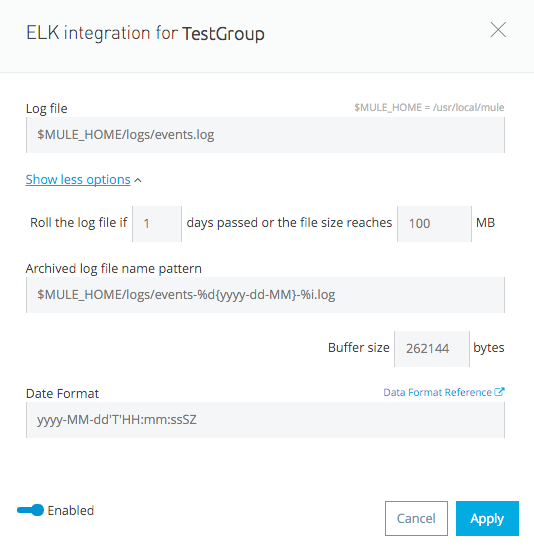 ELK integration for TestGroup
Log file $MULE_HOME = /usr/local/mule
$MULE_HOME/logs/events.log
Show less options
Roll the log file if 1 days passed or the file size reaches 100 MB
Archived log file name pattern
$MULE_HOME/logs/events-%d{yyyy-dd-MM}-%i.log
Buffer size 262144 bytes
Date Format Data Format Reference
yyyy-MM-dd'T'HH:mm:ssSZ
Enabled Cancel Apply